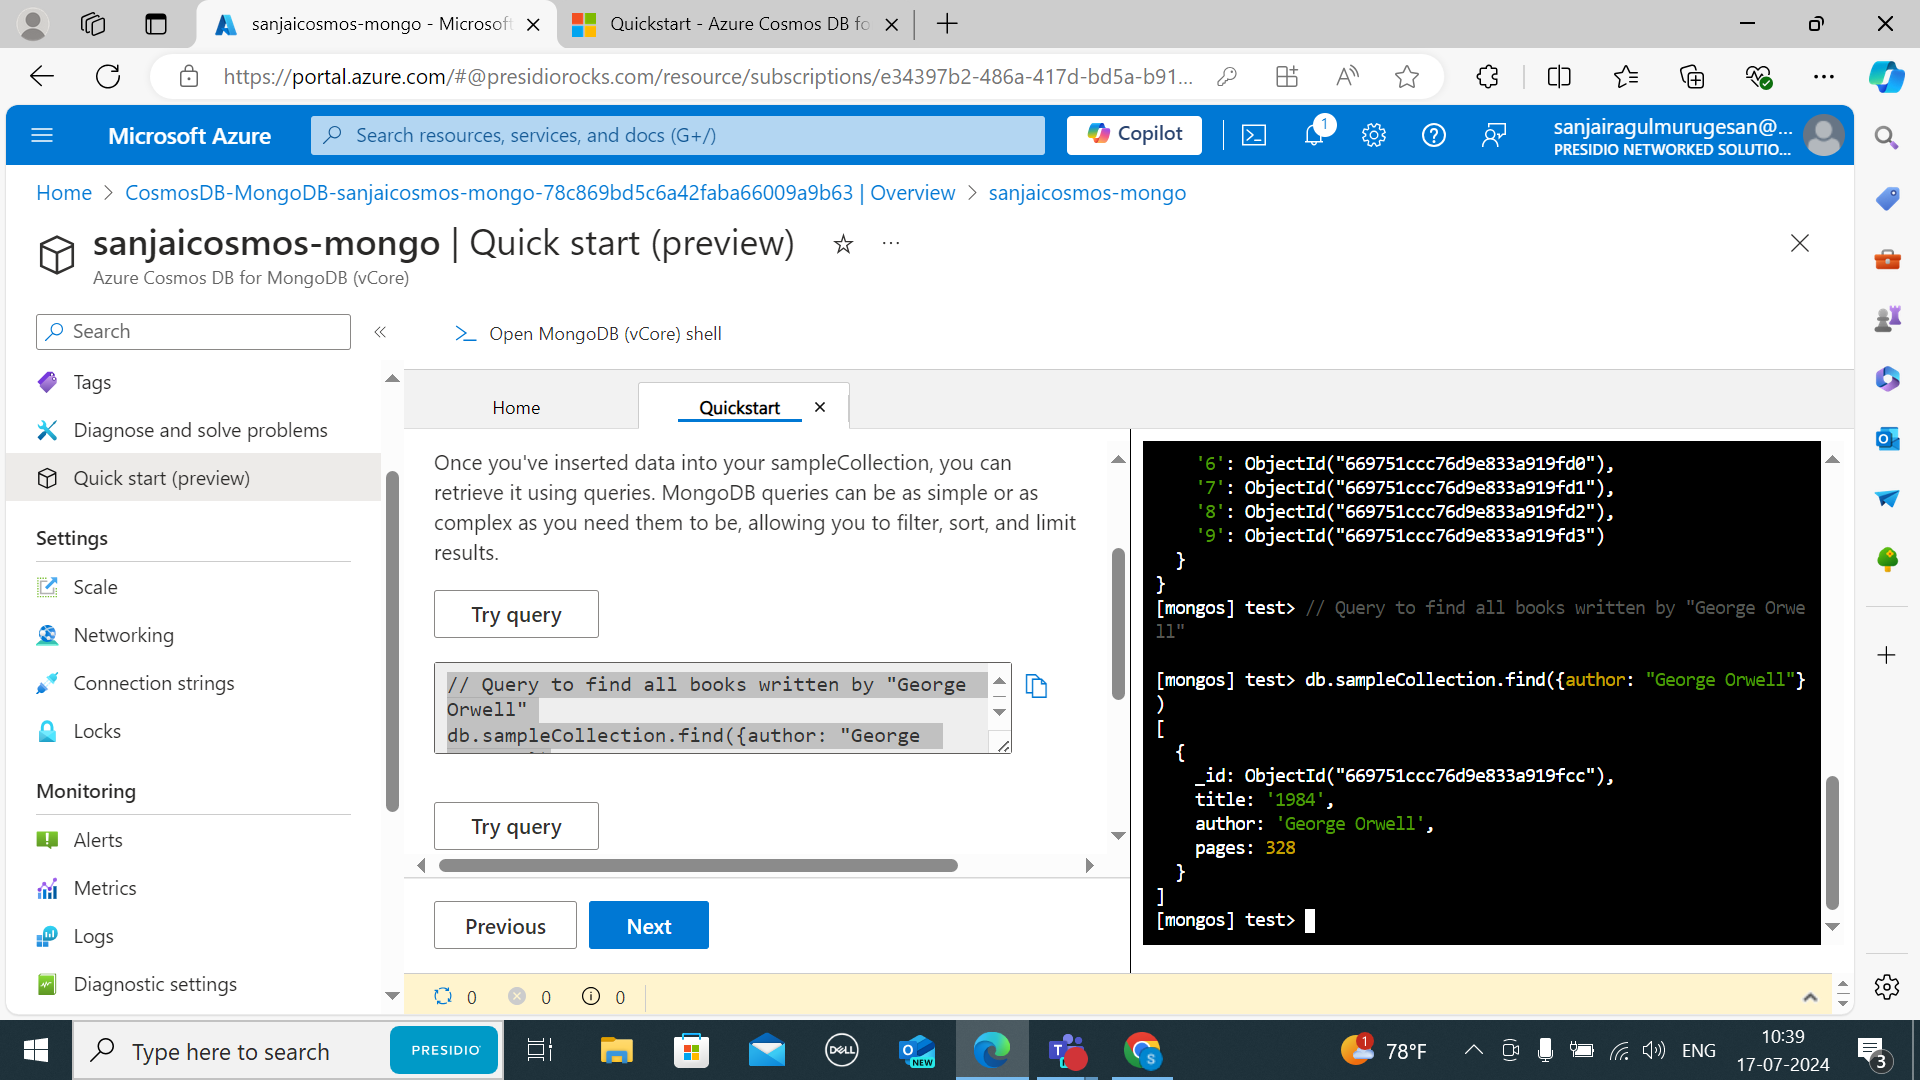 sanjaicosmos-mongo - Microsoft
Quickstart - Azure Cosmos DB fo
https://portal.azure.com/#@presidiorocks.com/resource/subscriptions/e34397b2-486a-417d-bd5a-b91...
Microsoft Azure
Search resources, services, and docs (G+/)
Copilot
1
sanjairagulmurugesan@...
PRESIDIO NETWORKED SOLUTIO...
Home > CosmosDB-MongoDB-sanjaicosmos-mongo-78c869bd5c6a42faba66009a9b63 | Overview > sanjaicosmos-mongo
sanjaicosmos-mongo | Quick start (preview)
Azure Cosmos DB for MongoDB (vCore)
Search
Tags
Diagnose and solve problems
Quick start (preview)
Settings
Scale
Networking
Connection strings
Locks
Monitoring
Alerts
Metrics
Logs
Diagnostic settings
Open MongoDB (vCore) shell
Home
Quickstart
Once you've inserted data into your sampleCollection, you can
retrieve it using queries. MongoDB queries can be as simple or as
complex as you need them to be, allowing you to filter, sort, and limit
results.
Try query
// Query to find all books written by "George
Orwell"
db.sampleCollection.find({author: "George
Try query
Previous
Next
'6': ObjectId("669751ccc76d9e833a919fd0"),
'7': ObjectId("669751ccc76d9e833a919fd1"),
'8': ObjectId("669751ccc76d9e833a919fd2"),
'9': ObjectId("669751ccc76d9e833a919fd3")
}
}
[mongos] test> // Query to find all books written by "George Orwe
ll"
[mongos] test> db.sampleCollection.find({author: "George Orwell"}
)
[
{
_id: ObjectId("669751ccc76d9e833a919fcc"),
title: '1984',
author: 'George Orwell',
pages: 328
}
]
[mongos] test>
0
0
0
Type here to search
PRESIDIO
DELL
NEW
1
78°F
ENG
10:39
17-07-2024
3